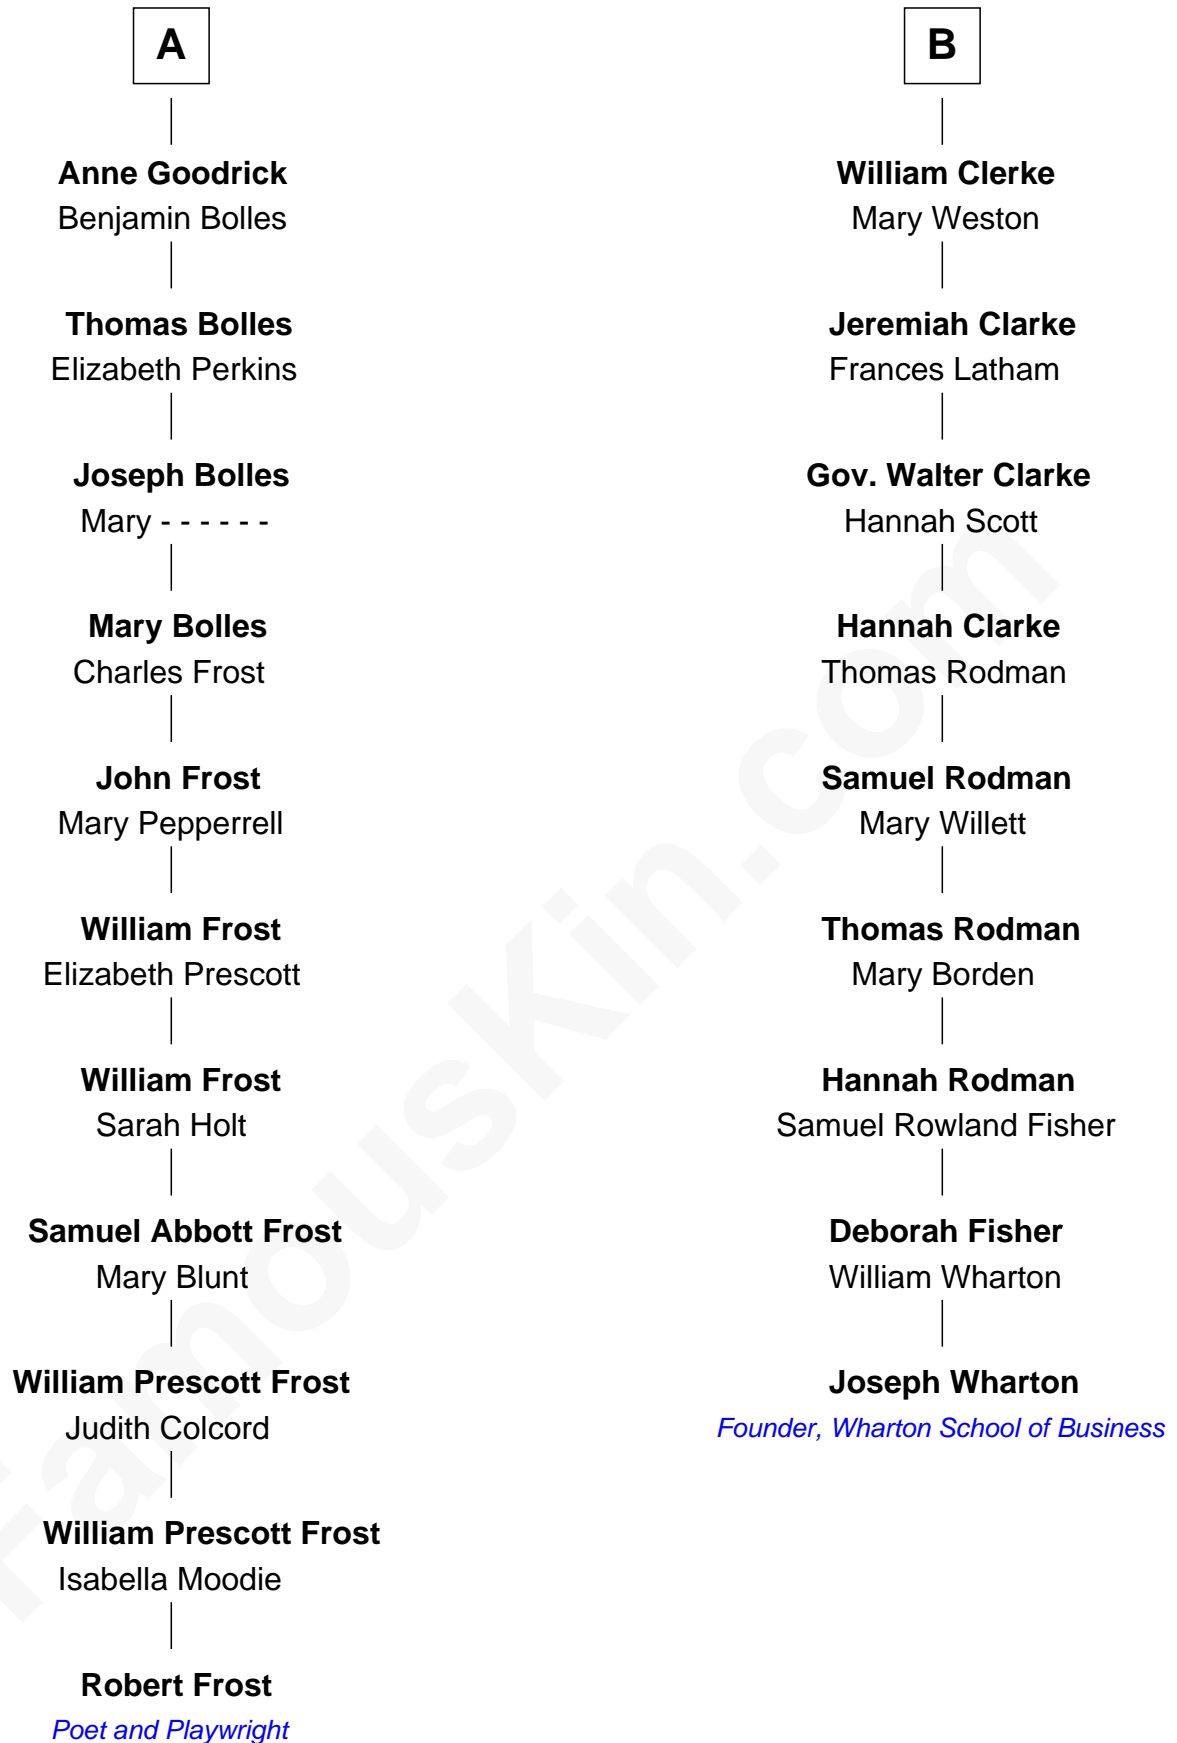 A
Anne Goodrick
Benjamin Bolles
Thomas Bolles
Elizabeth Perkins
Joseph Bolles
Mary - - - - - -
Mary Bolles
Charles Frost
John Frost
Mary Pepperrell
William Frost
Elizabeth Prescott
William Frost
Sarah Holt
Samuel Abbott Frost
Mary Blunt
William Prescott Frost
Judith Colcord
William Prescott Frost
Isabella Moodie
Robert Frost
Poet and Playwright
B
William Clerke
Mary Weston
Jeremiah Clarke
Frances Latham
Gov. Walter Clarke
Hannah Scott
Hannah Clarke
Thomas Rodman
Samuel Rodman
Mary Willett
Thomas Rodman
Mary Borden
Hannah Rodman
Samuel Rowland Fisher
Deborah Fisher
William Wharton
Joseph Wharton
Founder, Wharton School of Business
FamousKin.com